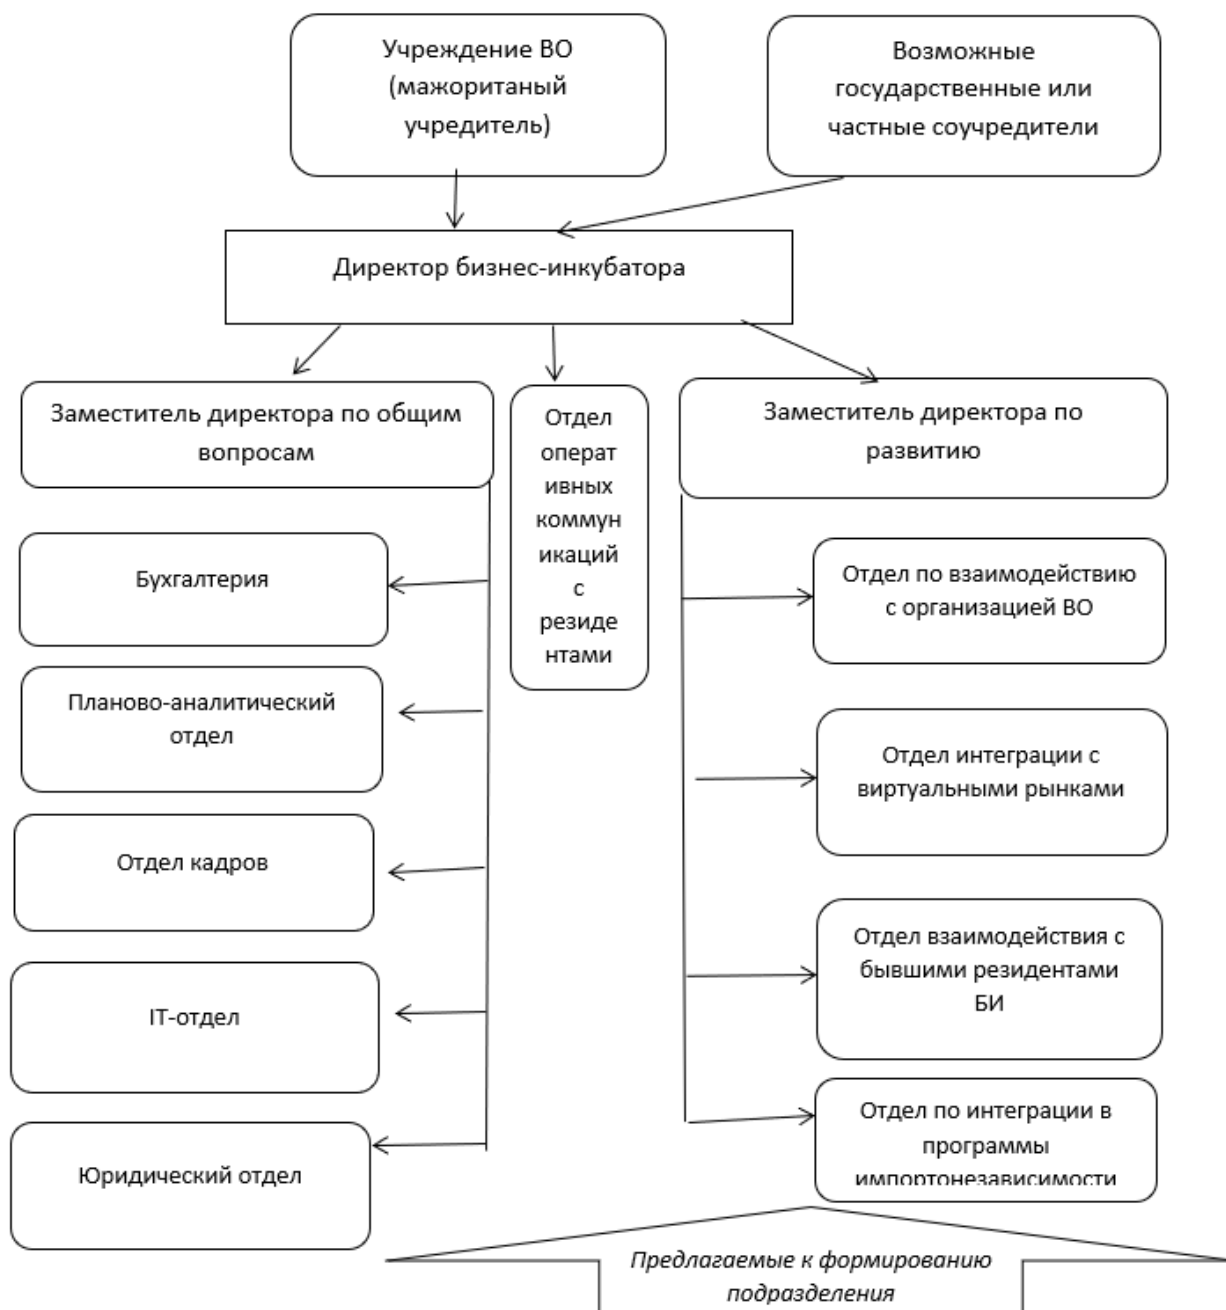 Учреждение ВО
(мажоританый
учредитель)
Возможные
государственные или
частные соучредители
Директор бизнес-инкубатора
Заместитель директора по общим
вопросам
Отдел
операт
ивных
коммун
икаций
с
резиде
нтами
Заместитель директора по
развитию
Бухгалтерия
Планово-аналитический
отдел
Отдел кадров
IT-отдел
Юридический отдел
Отдел по взаимодействию
с организацией ВО
Отдел интеграции с
виртуальными рынками
Отдел взаимодействия с
бывшими резидентами
БИ
Отдел по интеграции в
программы
импортонезависимости
Предлагаемые к формированию
подразделения